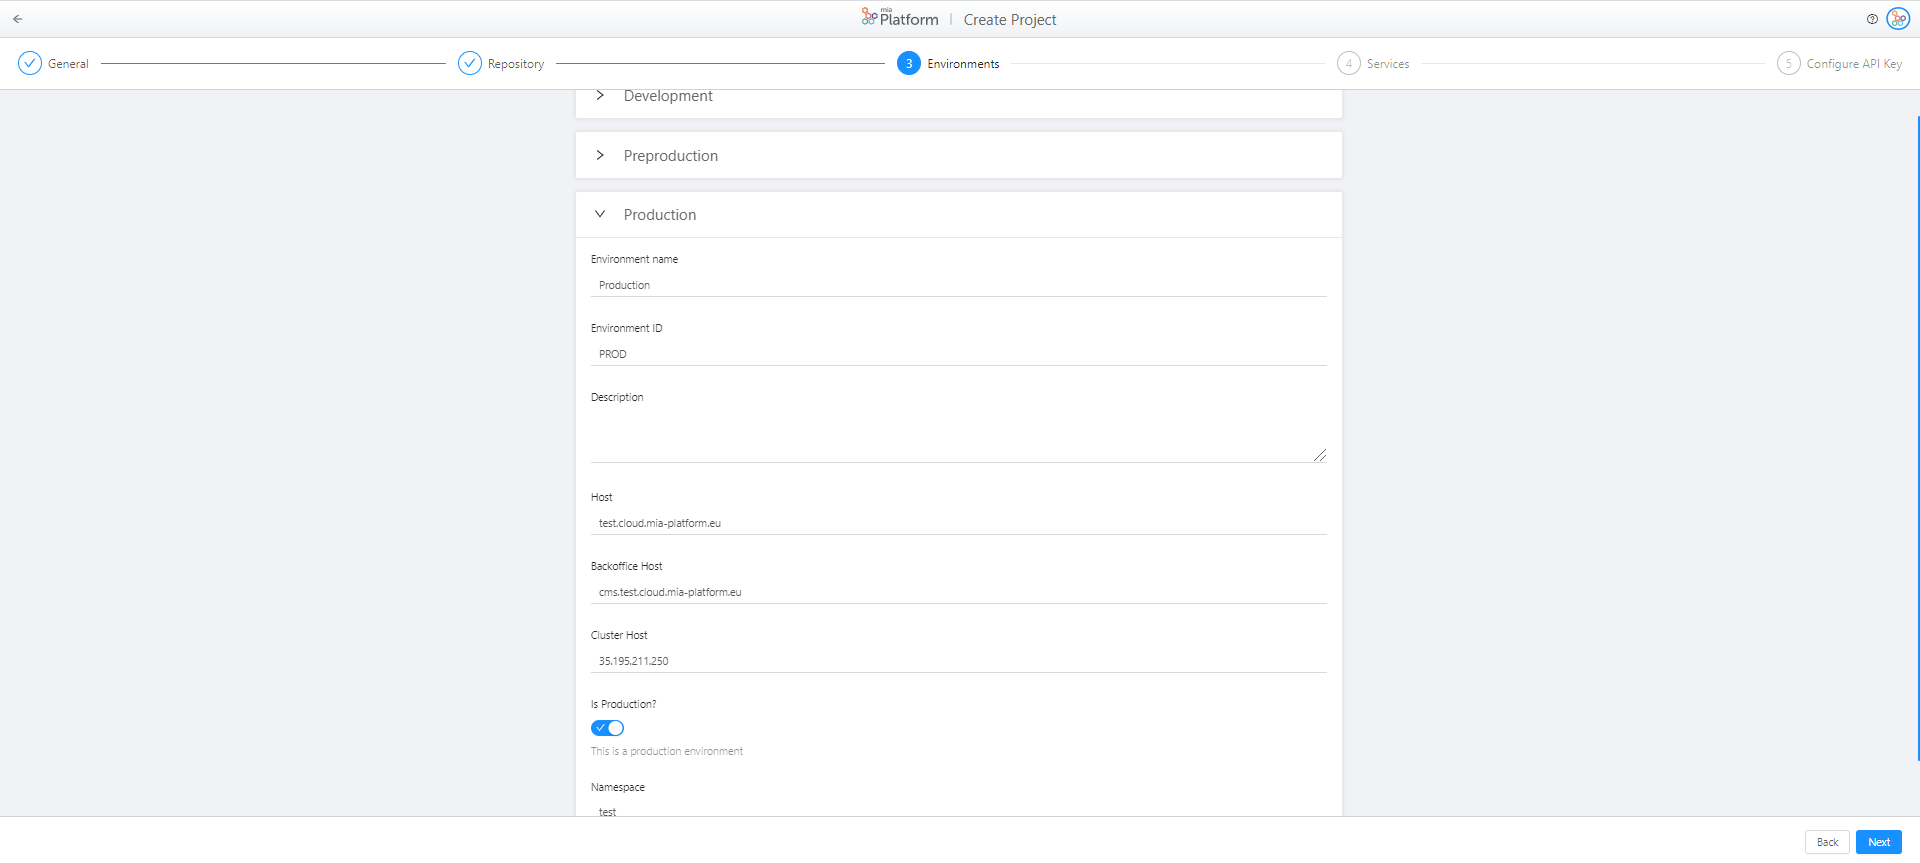 mia
Platform | Create Project
General
Repository
3 Environments
4 Services
5 Configure API Key
Development
Preproduction
Production
Environment name
Production
Environment ID
PROD
Description
Host
test.cloud.mia-platform.eu
Backoffice Host
cms.test.cloud.mia-platform.eu
Cluster Host
35.195.211.250
Is Production?
This is a production environment
Namespace
test
Back
Next